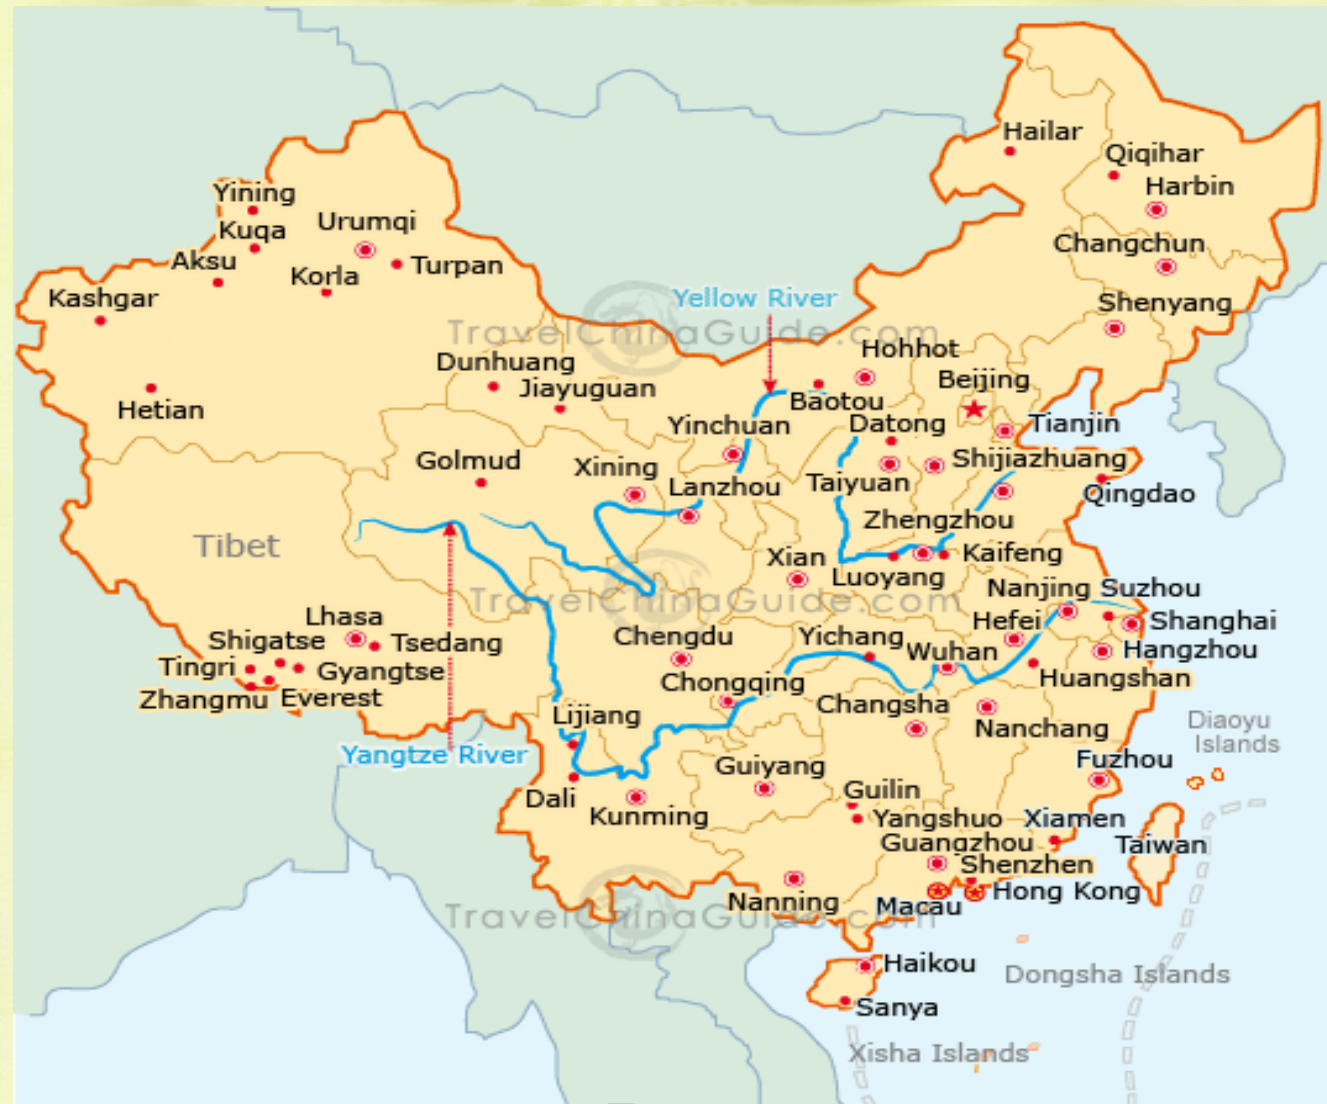 Hailar
Qiqihar
Harbin
Yining
Urumqi
Kuqa
Changchun
Aksu
Korla
Turpan
Kashgar
Yellow River
Shenyang
TravelChinaGuide.com
Hohhot
Dunhuang
Beijing
Jiayuguan
Baotou
Hetian
Yinchuan
Datong
Tianjin
Golmud
Xining
Shijiazhuang
Lanzhou
Taiyuan
Qingdao
Zhengzhou
Tibet
Xian
Kaifeng
Luoyang
Nanjing
Suzhou
TravelChinaGuide.com
Lhasa
Hefei
Shanghai
Shigatse
Tsedang
Chengdu
Yichang
Wuhan
Hangzhou
Tingri
Gyangtse
Huangshan
Chongqing
Zhangmu
Everest
Changsha
Lijiang
Nanchang
Diaoyu
Islands
Yangtze River
Fuzhou
Guiyang
Guilin
Dali
Kunming
Yangshuo
Xiamen
Guangzhou
Taiwan
Shenzhen
Hong Kong
Nanning
Macau
TravelChinaGuide.com
Haikou
Dongsha Islands
Sanya
Xisha Islands